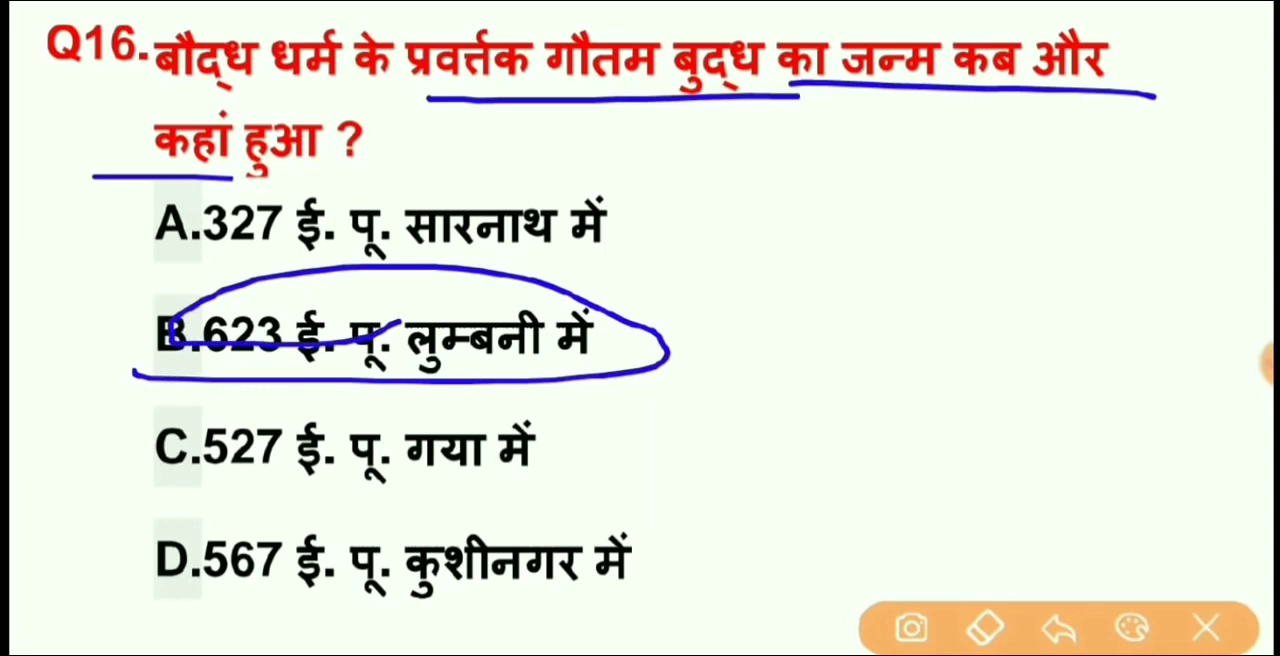 Q16. बौद्ध धर्म के प्रवर्त्तक गौतम बुद्ध का जन्म कब और
कहां हुआ ?
A.327 ई. पू. सारनाथ में
B.623 ई. पू. लुम्बनी में
C.527 ई. पू. गया में
D.567 ई. पू. कुशीनगर में